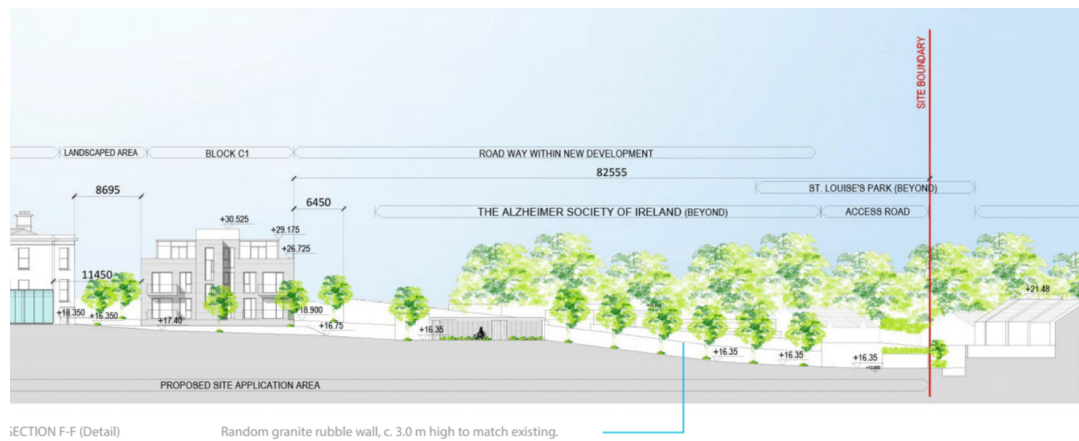 SITE BOUNDARY
LANDSCAPED AREA
BLOCK C1
ROAD WAY WITHIN NEW DEVELOPMENT
82555
8695
ST. LOUISE'S PARK (BEYOND)
6450
THE ALZHEIMER SOCIETY OF IRELAND (BEYOND)
ACCESS ROAD
+30.525
+29.175
+26.725
11450
+21.48
+18.350
+16.350
+17.40
+18.900
+16.75
+16.35
+16.35
+16.35
+16.35
PROPOSED SITE APPLICATION AREA
SECTION F-F (Detail)
Random granite rubble wall, c. 3.0 m high to match existing.